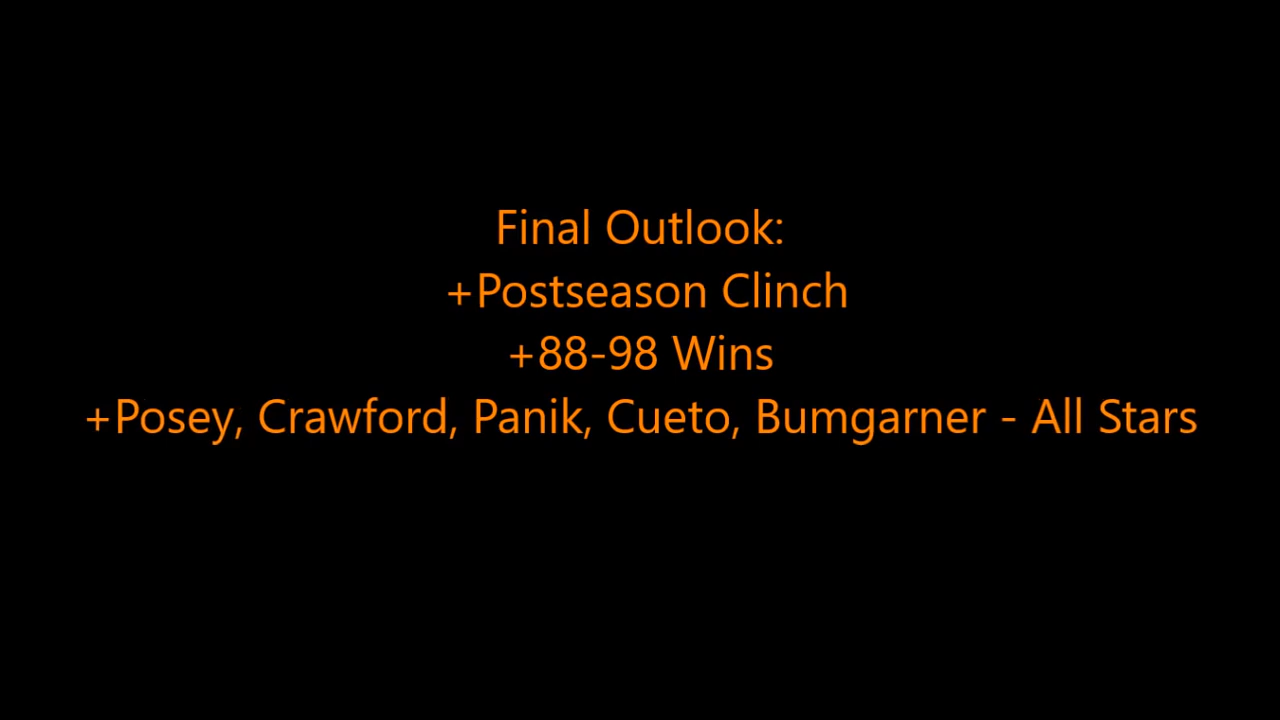 Final Outlook:
+Postseason Clinch
+88-98 Wins
+Posey, Crawford, Panik, Cueto, Bumgarner - All Stars